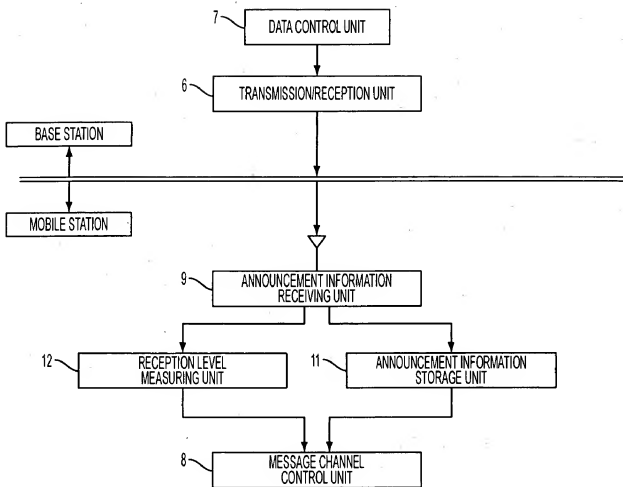 7
DATA CONTROL UNIT
6
TRANSMISSION/RECEPTION UNIT
BASE STATION
MOBILE STATION
9
ANNOUNCEMENT INFORMATION
RECEIVING UNIT
12
RECEPTION LEVEL
MEASURING UNIT
11
ANNOUNCEMENT INFORMATION
STORAGE UNIT
8
MESSAGE CHANNEL
CONTROL UNIT